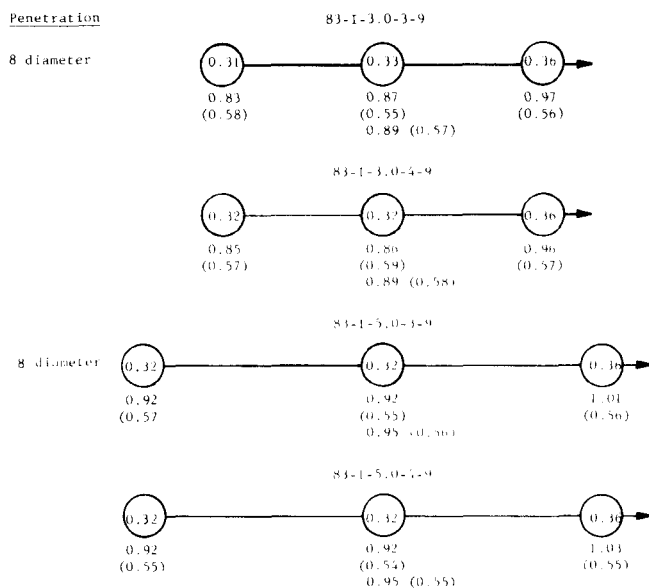 Penetration
83-1-3.0-3-9
8 diameter
0.31 0.33 0.36
0.83 0.87 0.97
(0.58) (0.55) (0.56)
0.89 (0.57)
83-1-3.0-4-9
0.32 0.32 0.36
0.85 0.86 0.96
(0.57) (0.59) (0.57)
0.89 (0.58)
83-1-5.0-3-9
8 diameter
0.32 0.32 0.36
0.92 0.92 1.01
(0.57 (0.55) (0.56)
0.95 (0.56)
0.32 0.32 0.36
0.92 0.92 1.03
(0.55) (0.54) (0.55)
0.95 (0.55)